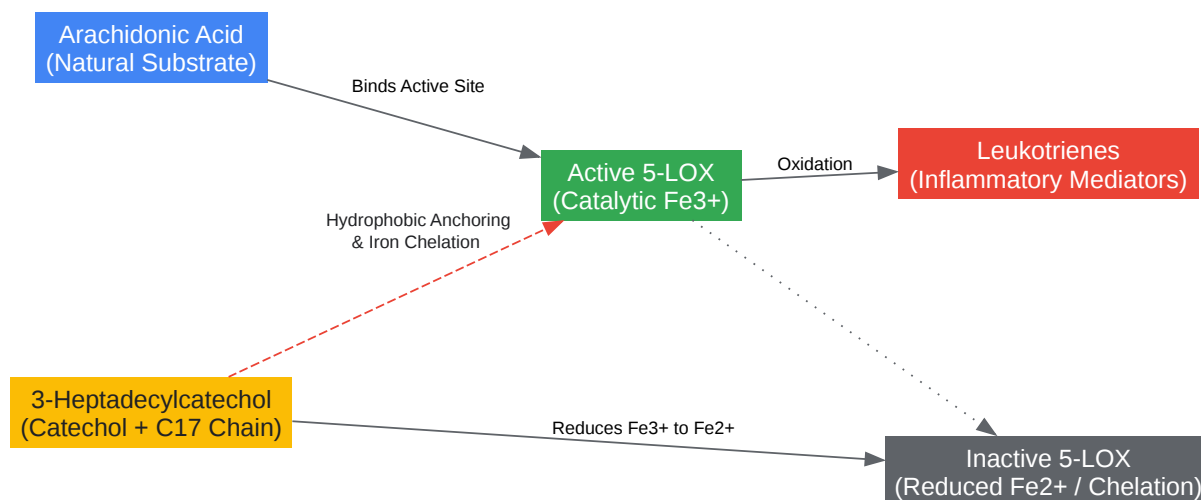 Arachidonic Acid
(Natural Substrate)
Binds Active Site
Active 5-LOX
(Catalytic Fe3+)
Oxidation
Leukotrienes
(Inflammatory Mediators)
Hydrophobic Anchoring
& Iron Chelation
3-Heptadecylcatechol
(Catechol + C17 Chain)
Reduces Fe3+ to Fe2+
Inactive 5-LOX
(Reduced Fe2+ / Chelation)